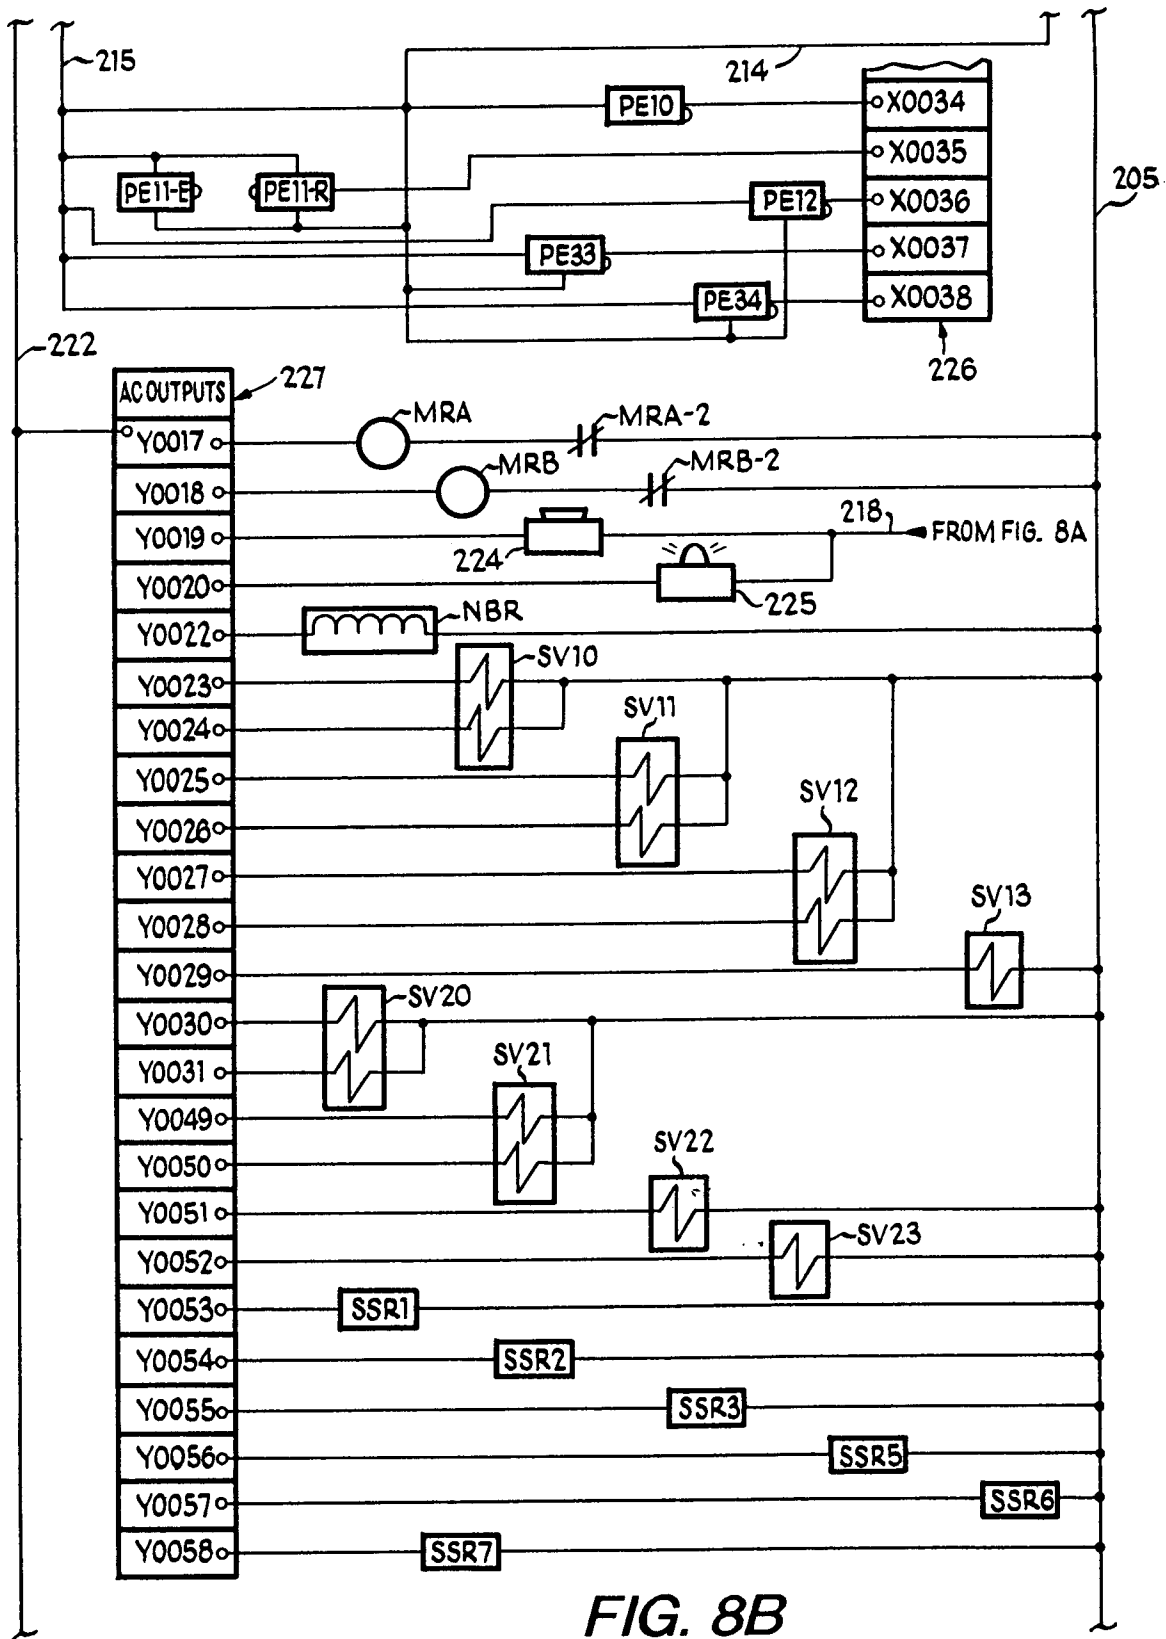 215
214
PE10
X0034
X0035
PE11-E
PE11-R
PE12
X0036
205
PE33
X0037
PE34
X0038
222
226
AC OUTPUTS
227
Y0017
MRA
MRA-2
Y0018
MRB
MRB-2
Y0019
224
218
FROM FIG. 8A
Y0020
225
Y0022
NBR
Y0023
SV10
Y0024
SV11
Y0025
Y0026
SV12
Y0027
Y0028
SV13
Y0029
Y0030
SV20
Y0031
SV21
Y0049
Y0050
SV22
Y0051
Y0052
SV23
Y0053
SSR1
Y0054
SSR2
Y0055
SSR3
Y0056
SSR5
Y0057
SSR6
Y0058
SSR7
FIG. 8B